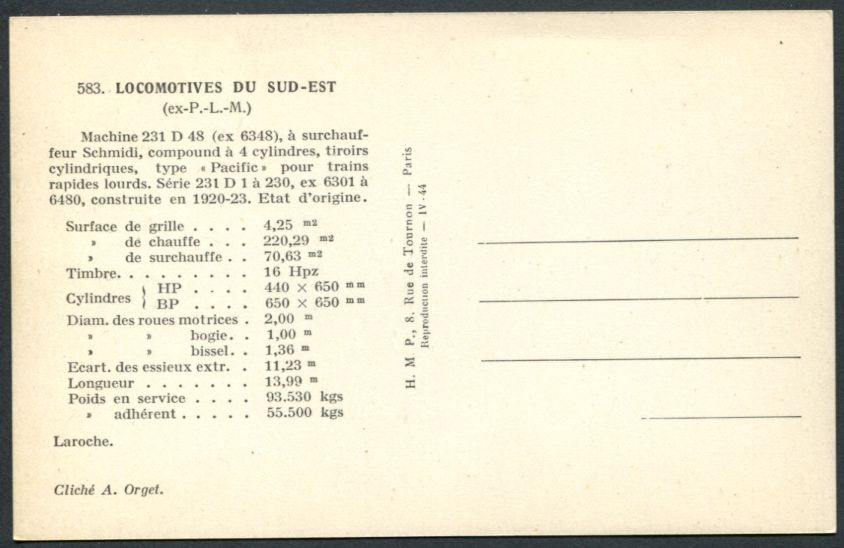 583. LOCOMOTIVES DU SUD-EST
(ex-P.-L.-M.)
Machine 231 D 48 (ex 6348), à surchauf-
feur Schmidi, compound à 4 cylindres, tiroirs
cylindriques, type « Pacific » pour trains
rapides lourds. Série 231 D 1 à 230, ex 6301 à
6480, construite en 1920-23. Etat d'origine.
Surface de grille . . . . 4,25 m2
» de chauffe . . . 220,29 m2
» de surchauffe . . 70,63 m2
Timbre. . . . . . . . . 16 Hpz
Cylindres } HP . . . . 440 × 650 mm
BP . . . . 650 × 650 mm
Diam. des roues motrices . 2,00 m
» » bogie. . 1,00 m
» » bissel. . 1,36 m
Ecart. des essieux extr. . 11,23 m
Longueur . . . . . . . 13,99 m
Poids en service . . . . 93.530 kgs
» adhérent . . . . . 55.500 kgs
Laroche.
Cliché A. Orget.
H. M P., 8. Rue de Tournon — Paris
Reproduction interdite — IV-44